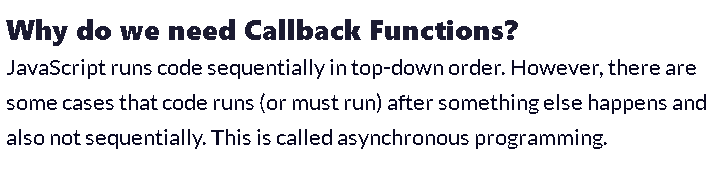 Why do we need Callback Functions?
JavaScript runs code sequentially in top-down order. However, there are
some cases that code runs (or must run) after something else happens and
also not sequentially. This is called asynchronous programming.